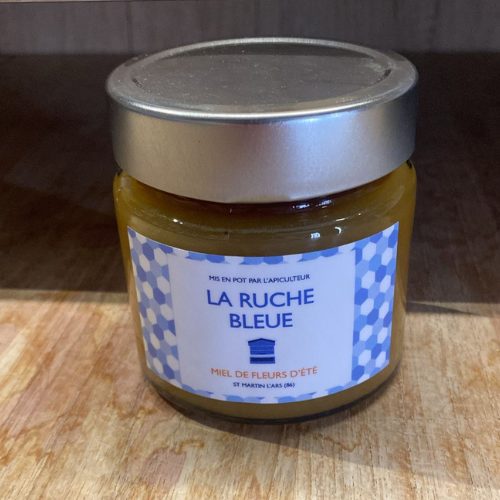 MIS EN POT PAR L'APICULTEUR
LA RUCHE
BLEUE
MIEL DE FLEURS D'ÉTÉ
ST MARTIN L'ARS (86)